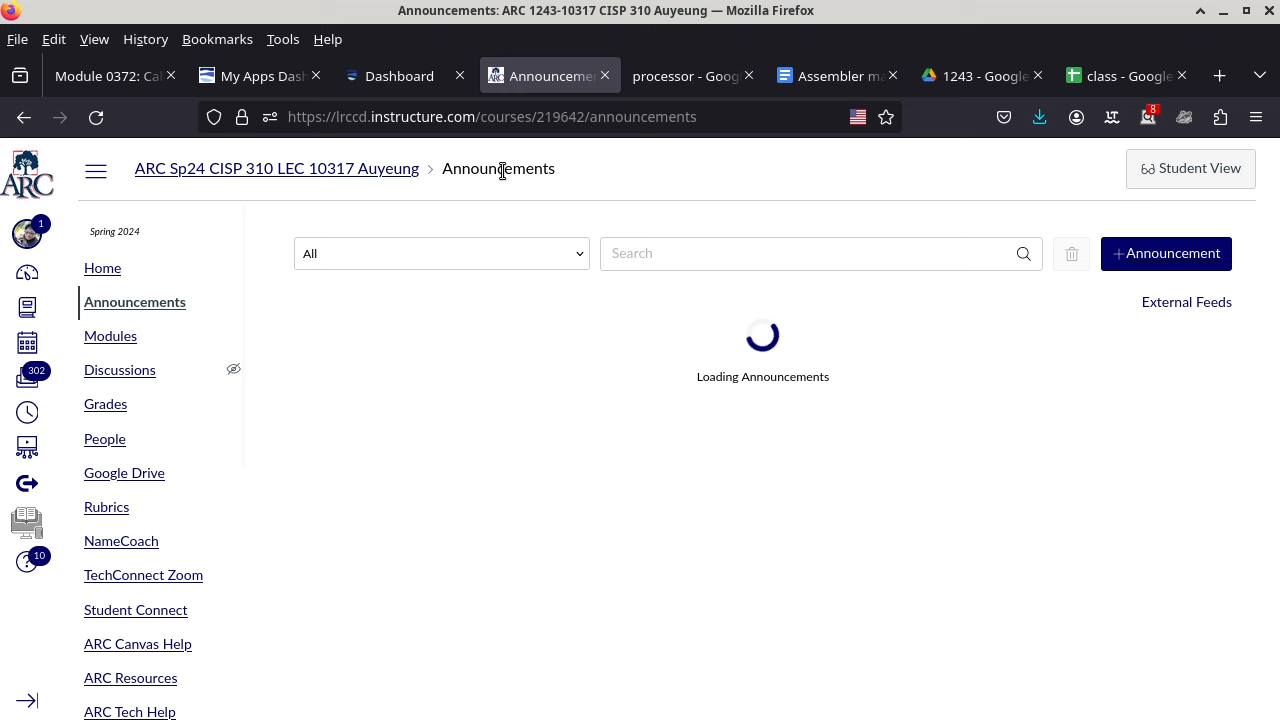 Announcements: ARC 1243-10317 CISP 310 Auyeung — Mozilla Firefox
File Edit View History Bookmarks Tools Help
Module 0372: Cal
My Apps Dash
Dashboard
Announcemen
processor - Goog
Assembler ma
1243 - Google
class - Google
https://lrccd.instructure.com/courses/219642/announcements
8
ARC
ARC Sp24 CISP 310 LEC 10317 Auyeung > Announcements
Student View
1
302
10
Spring 2024
Home
Announcements
Modules
Discussions
Grades
People
Google Drive
Rubrics
NameCoach
TechConnect Zoom
Student Connect
ARC Canvas Help
ARC Resources
ARC Tech Help
All
Search
+Announcement
External Feeds
Loading Announcements